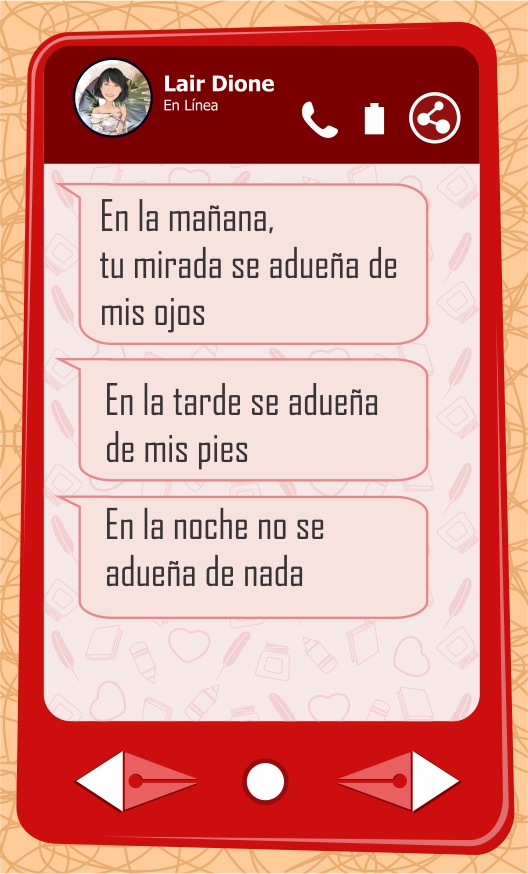 Lair Dione
En Línea
En la mañana,
tu mirada se adueña de
mis ojos
En la tarde se adueña
de mis pies
En la noche no se
adueña de nada